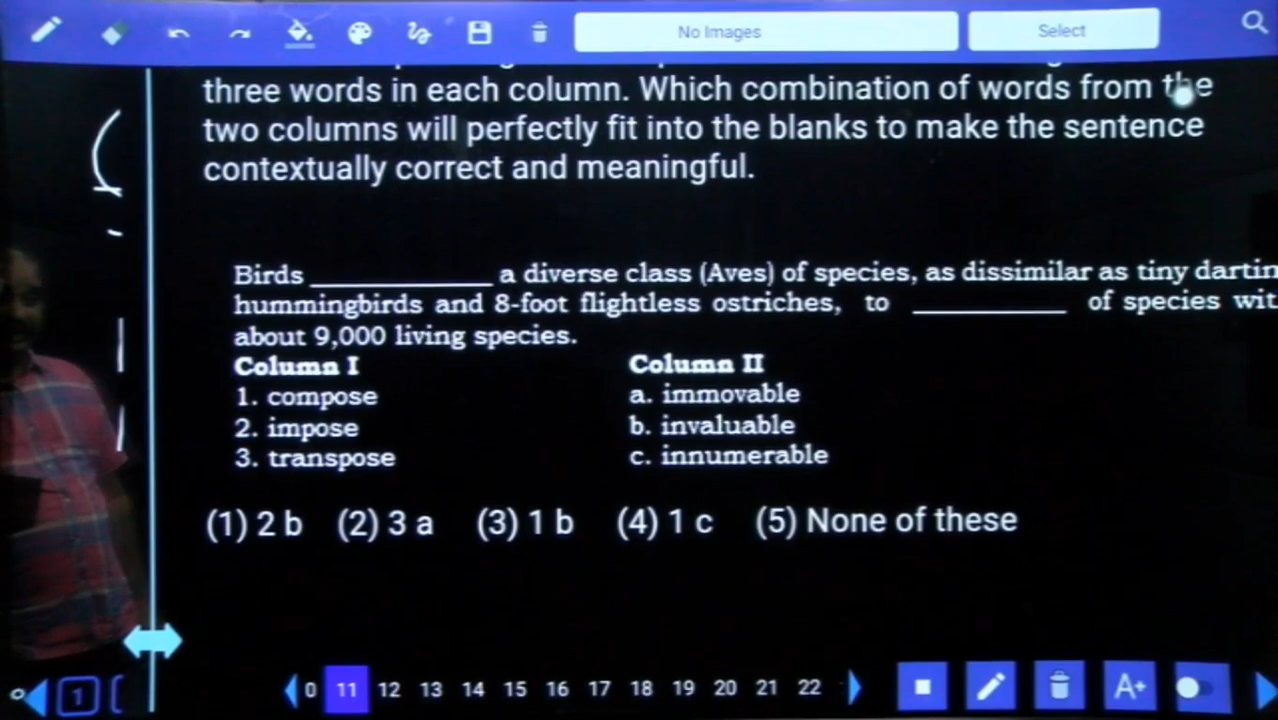 No Images
Select
three words in each column. Which combination of words from the
two columns will perfectly fit into the blanks to make the sentence
contextually correct and meaningful.
Birds ____________ a diverse class (Aves) of species, as dissimilar as tiny dartin
hummingbirds and 8-foot flightless ostriches, to __________ of species wit
about 9,000 living species.
Column I Column II
1. compose a. immovable
2. impose b. invaluable
3. transpose c. innumerable
(1) 2 b (2) 3 a (3) 1 b (4) 1 c (5) None of these
1 0 11 12 13 14 15 16 17 18 19 20 21 22 A+